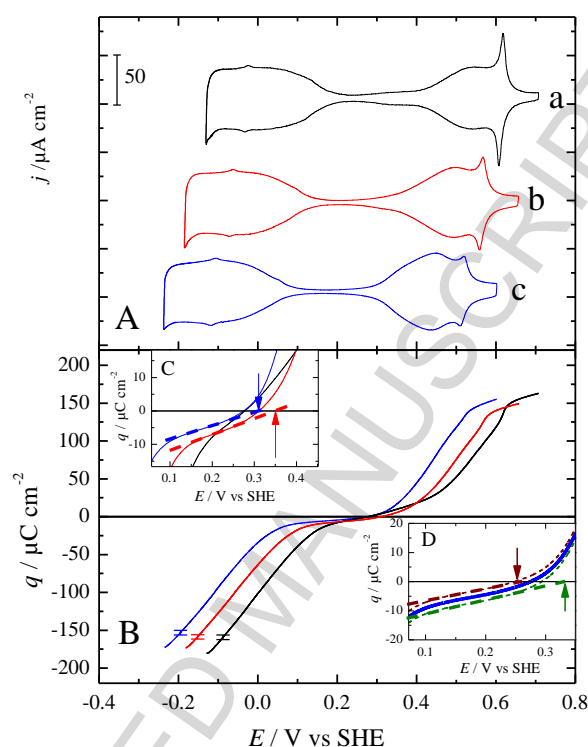 50
j /μA cm-2
a
b
c
A
200
150
100
50
0
-50
-100
-150
-200
q / μC cm-2
C
10
0
-10
q / μC cm-2
0.1 0.2 0.3 0.4
E / V vs SHE
D
20
10
0
-10
-20
q / μC cm-2
0.1 0.2 0.3
E / V vs SHE
B
-0.4 -0.2 0.0 0.2 0.4 0.6 0.8
E / V vs SHE
ED MANUSCRIPT